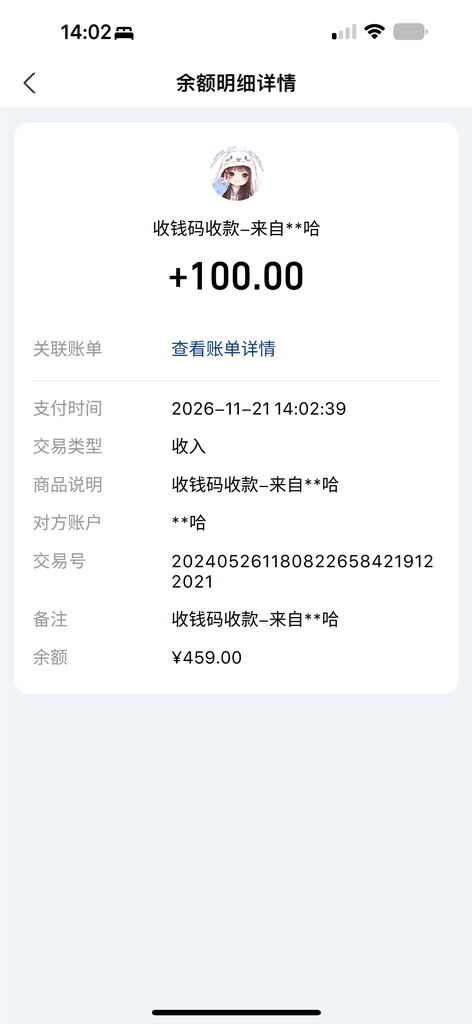 14:02
余额明细详情
收钱码收款-来自**哈
+100.00
关联账单 查看账单详情
支付时间 2026-11-21 14:02:39
交易类型 收入
商品说明 收钱码收款-来自**哈
对方账户 **哈
交易号 202405261180822658421912
2021
备注 收钱码收款-来自**哈
余额 ¥459.00